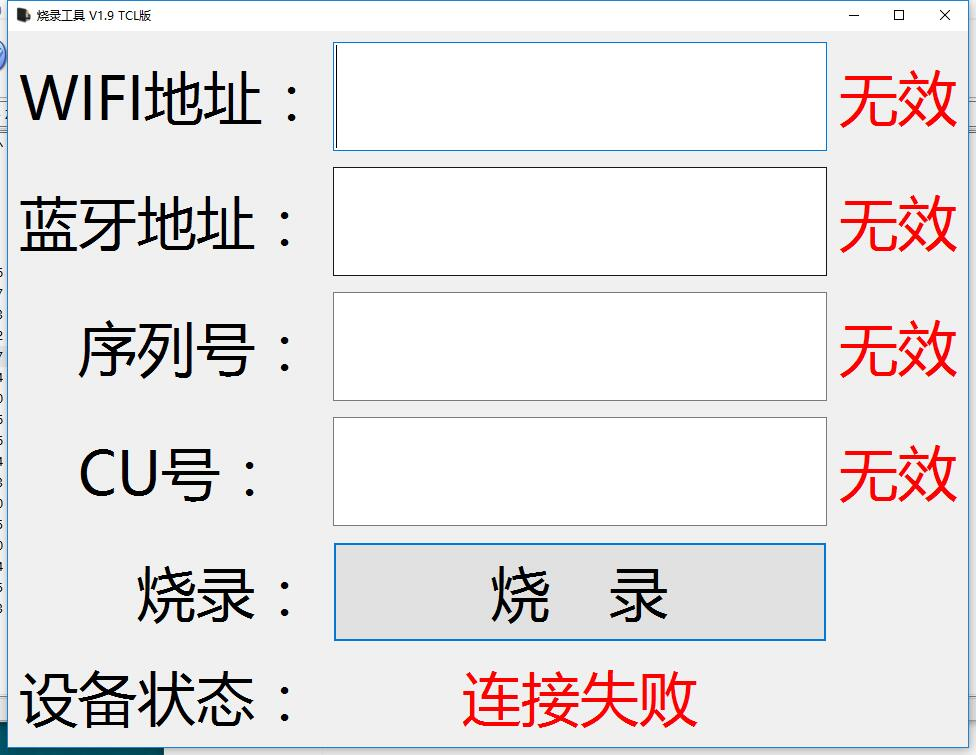 烧录工具 V1.9 TCL版
WIFI地址： 无效
蓝牙地址： 无效
序列号： 无效
CU号： 无效
烧录： 烧 录
设备状态： 连接失败